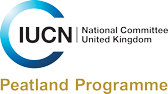 IUCN
National Committee
United Kingdom
Peatland Programme